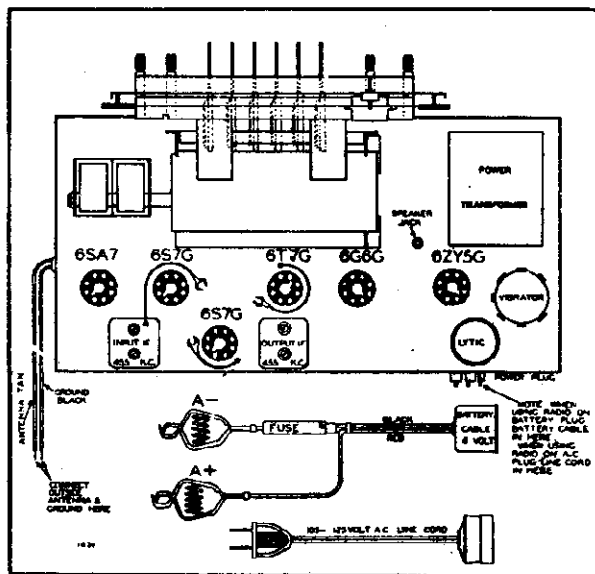 POWER
TRANSFORMER
SPEAKER
JACK
6SA7
6S7G
6T7G
6G6G
6ZY5G
VIBRATOR
INPUT IF
455 K.C.
6S7G
OUTPUT IF
455 K.C.
LYTIC
POWER PLUG
ANTENNA TAN
GROUND
BLACK
CONNECT
OUTSIDE
ANTENNA &
GROUND HERE
A-
FUSE
BLACK
RED
BATTERY
CABLE
6 VOLT
NOTE WHEN
USING RADIO ON
BATTERY PLUG
BATTERY CABLE
IN HERE
WHEN USING
RADIO ON A.C.
PLUG LINE CORD
IN HERE
A+
105-125 VOLT A.C. LINE CORD